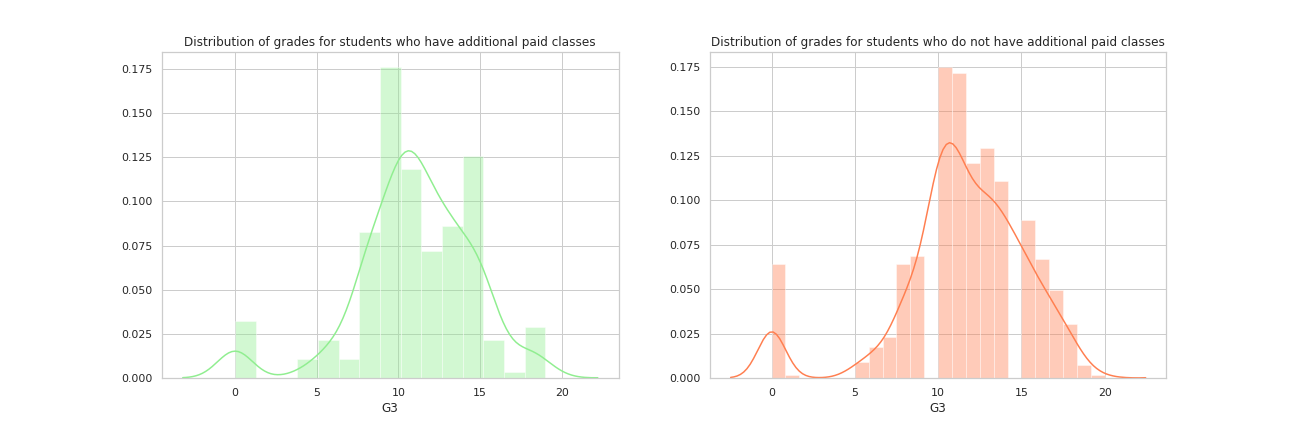 Distribution of grades for students who have additional paid classes
0.175
0.150
0.125
0.100
0.075
0.050
0.025
0.000
0 5 10 15 20
G3
Distribution of grades for students who do not have additional paid classes
0.175
0.150
0.125
0.100
0.075
0.050
0.025
0.000
0 5 10 15 20
G3